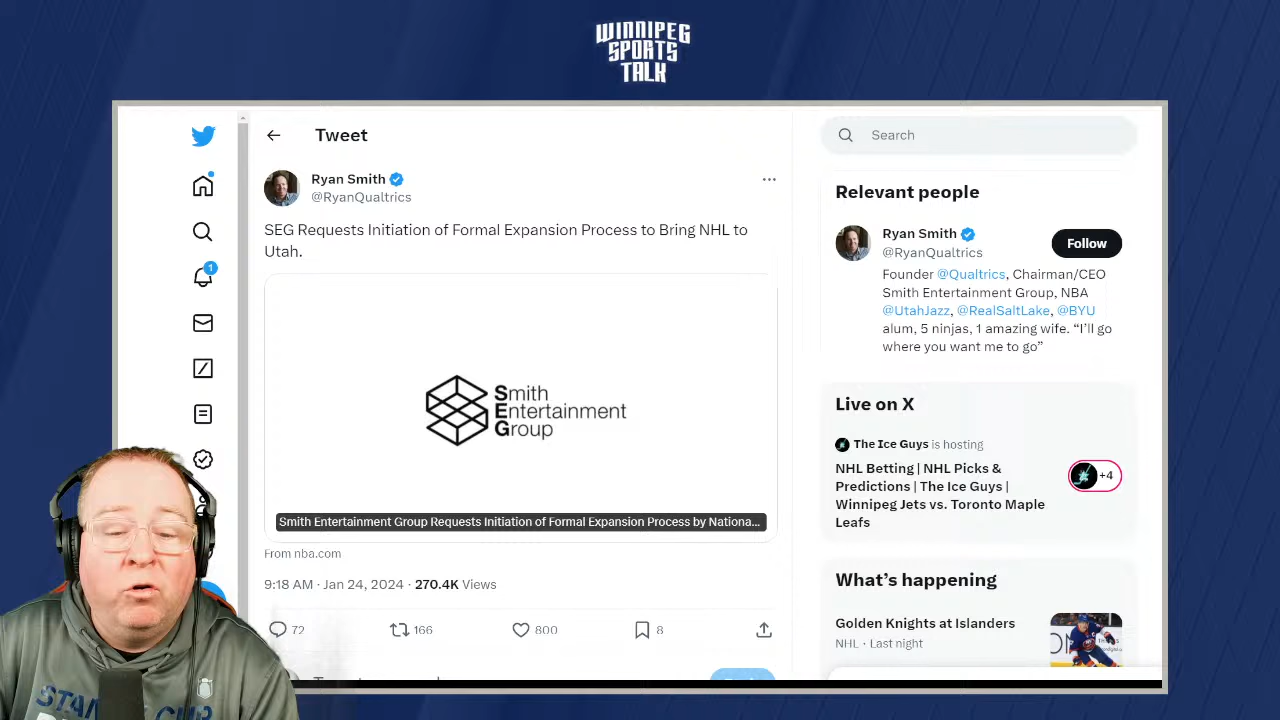 WINNIPEG
SPORTS
TALK
Tweet
Ryan Smith
@RyanQualtrics
SEG Requests Initiation of Formal Expansion Process to Bring NHL to
Utah.
Smith
Entertainment
Group
Smith Entertainment Group Requests Initiation of Formal Expansion Process by Nationa...
From nba.com
9:18 AM · Jan 24, 2024 · 270.4K Views
72
166
800
8
1
Search
Relevant people
Ryan Smith
@RyanQualtrics
Follow
Founder @Qualtrics, Chairman/CEO
Smith Entertainment Group, NBA
@UtahJazz, @RealSaltLake, @BYU
alum, 5 ninjas, 1 amazing wife. “I’ll go
where you want me to go”
Live on X
The Ice Guys is hosting
NHL Betting | NHL Picks &
Predictions | The Ice Guys |
Winnipeg Jets vs. Toronto Maple
Leafs
+4
What’s happening
Golden Knights at Islanders
NHL · Last night